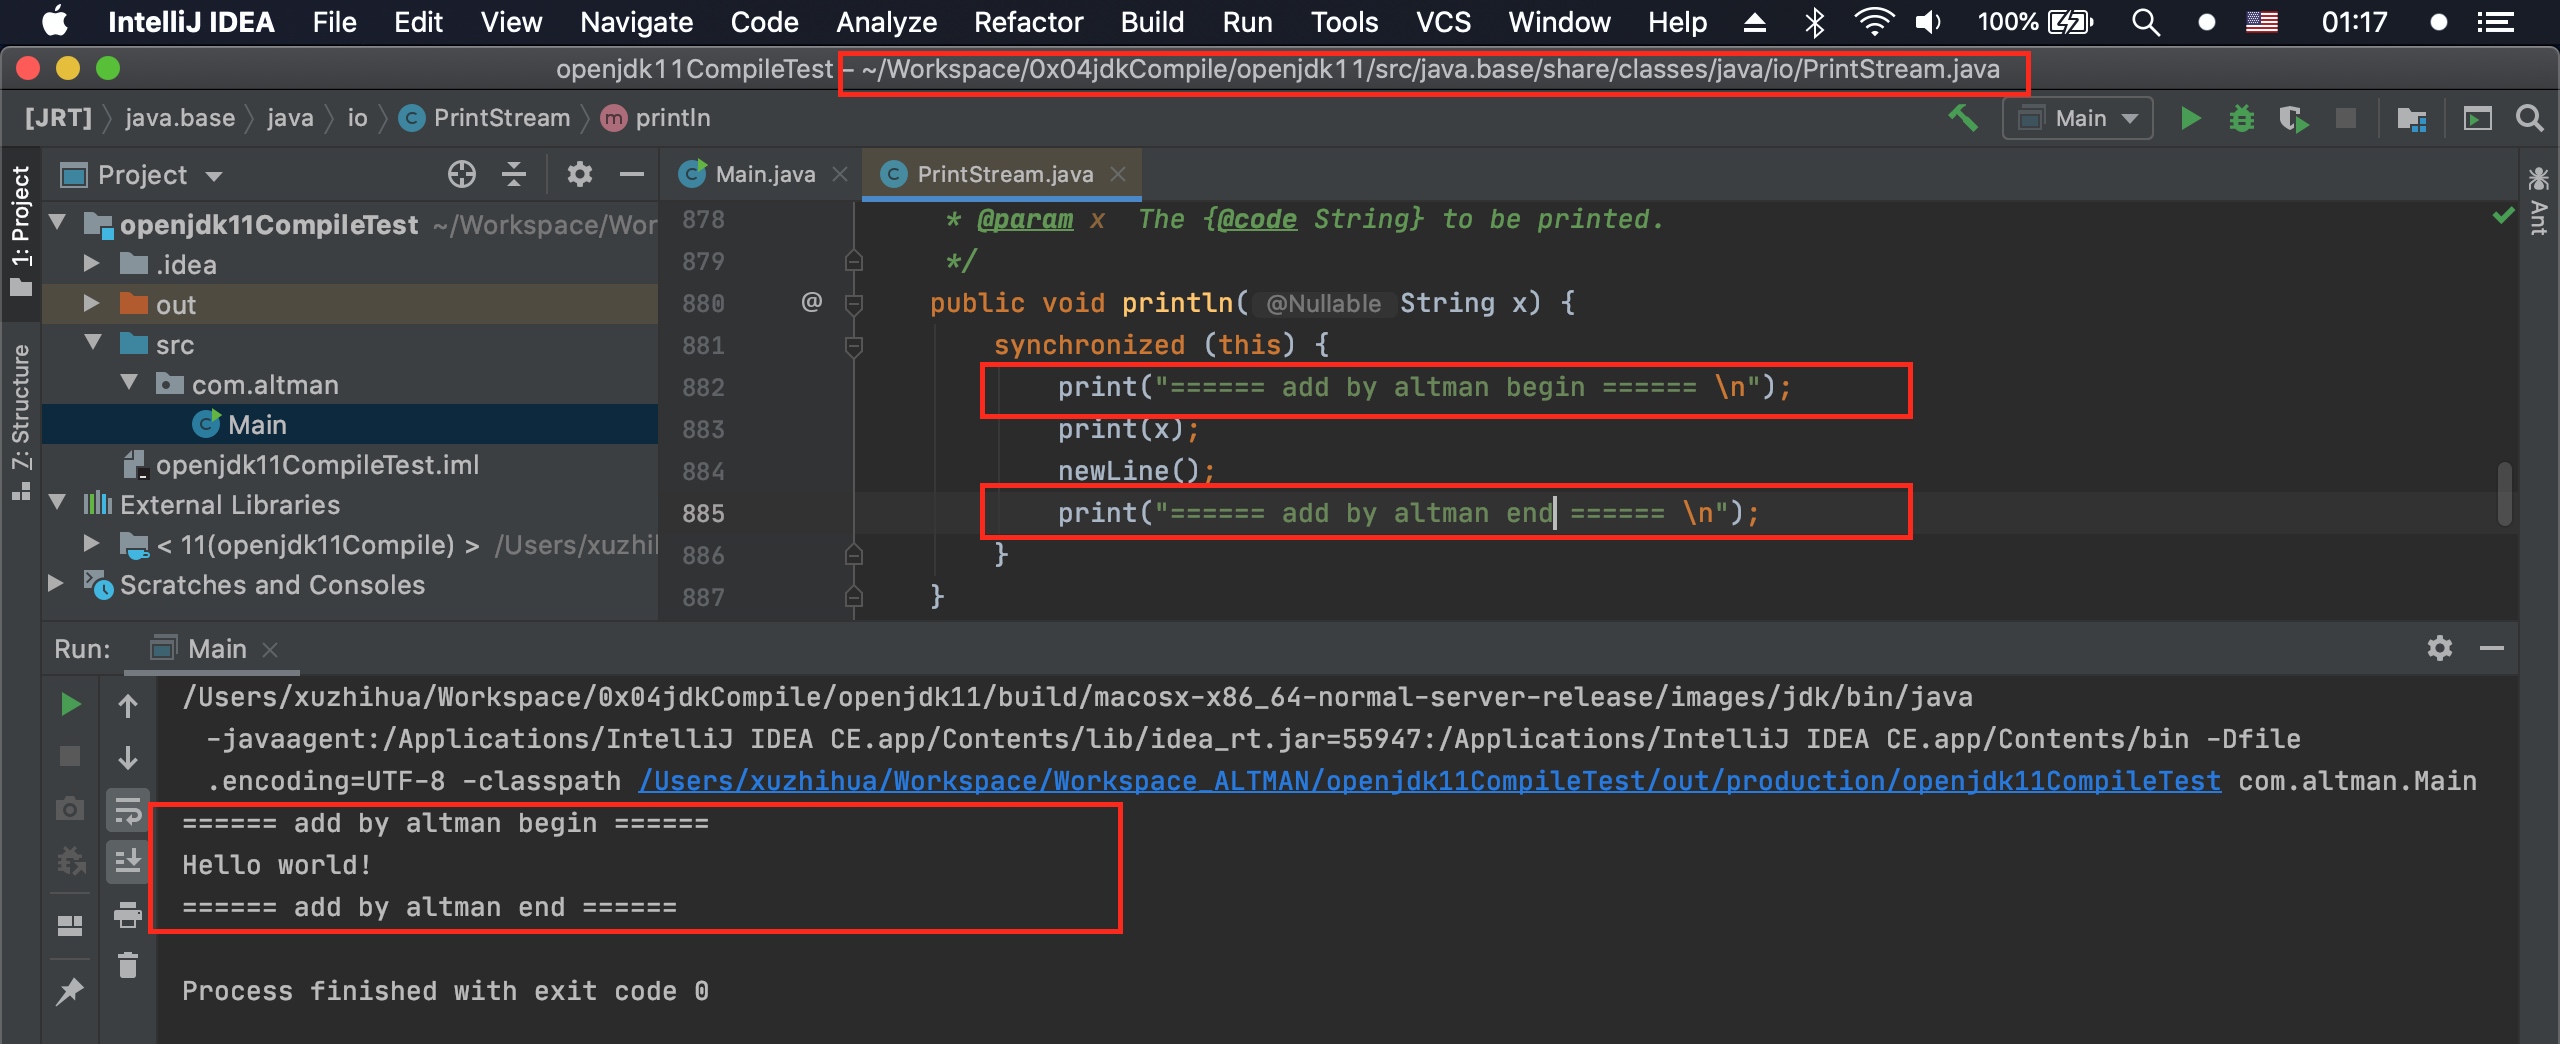 IntelliJ IDEA File Edit View Navigate Code Analyze Refactor Build Run Tools VCS Window Help 100% 01:17
openjdk11CompileTest – ~/Workspace/0x04jdkCompile/openjdk11/src/java.base/share/classes/java/io/PrintStream.java
[JRT] java.base java io C PrintStream m println Main
1: Project
Z: Structure
Project
openjdk11CompileTest ~/Workspace/Wor
.idea
out
src
com.altman
C Main
openjdk11CompileTest.iml
External Libraries
< 11(openjdk11Compile) > /Users/xuzhi
Scratches and Consoles
C Main.java C PrintStream.java
878 * @param x The {@code String} to be printed.
879 */
880 @ public void println( @Nullable String x) {
881 synchronized (this) {
882 print("====== add by altman begin ====== \n");
883 print(x);
884 newLine();
885 print("====== add by altman end ====== \n");
886 }
887 }
Ant
Run: Main
/Users/xuzhihua/Workspace/0x04jdkCompile/openjdk11/build/macosx-x86_64-normal-server-release/images/jdk/bin/java
-javaagent:/Applications/IntelliJ IDEA CE.app/Contents/lib/idea_rt.jar=55947:/Applications/IntelliJ IDEA CE.app/Contents/bin -Dfile
.encoding=UTF-8 -classpath /Users/xuzhihua/Workspace/Workspace_ALTMAN/openjdk11CompileTest/out/production/openjdk11CompileTest com.altman.Main
====== add by altman begin ======
Hello world!
====== add by altman end ======
Process finished with exit code 0